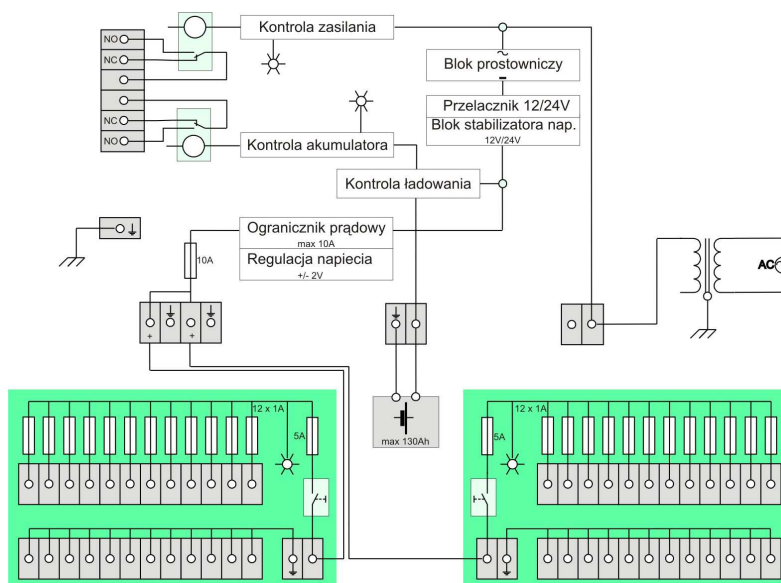 Kontrola zasilania
NO
NC
~
Blok prostowniczy
-
Przelacznik 12/24V
Blok stabilizatora nap.
12V/24V
NC
NO
Kontrola akumulatora
Kontrola ładowania
Ogranicznik prądowy
max 10A
Regulacja napiecia
+/- 2V
10A
AC
+
+
max 130Ah
12 x 1A
5A
12 x 1A
5A